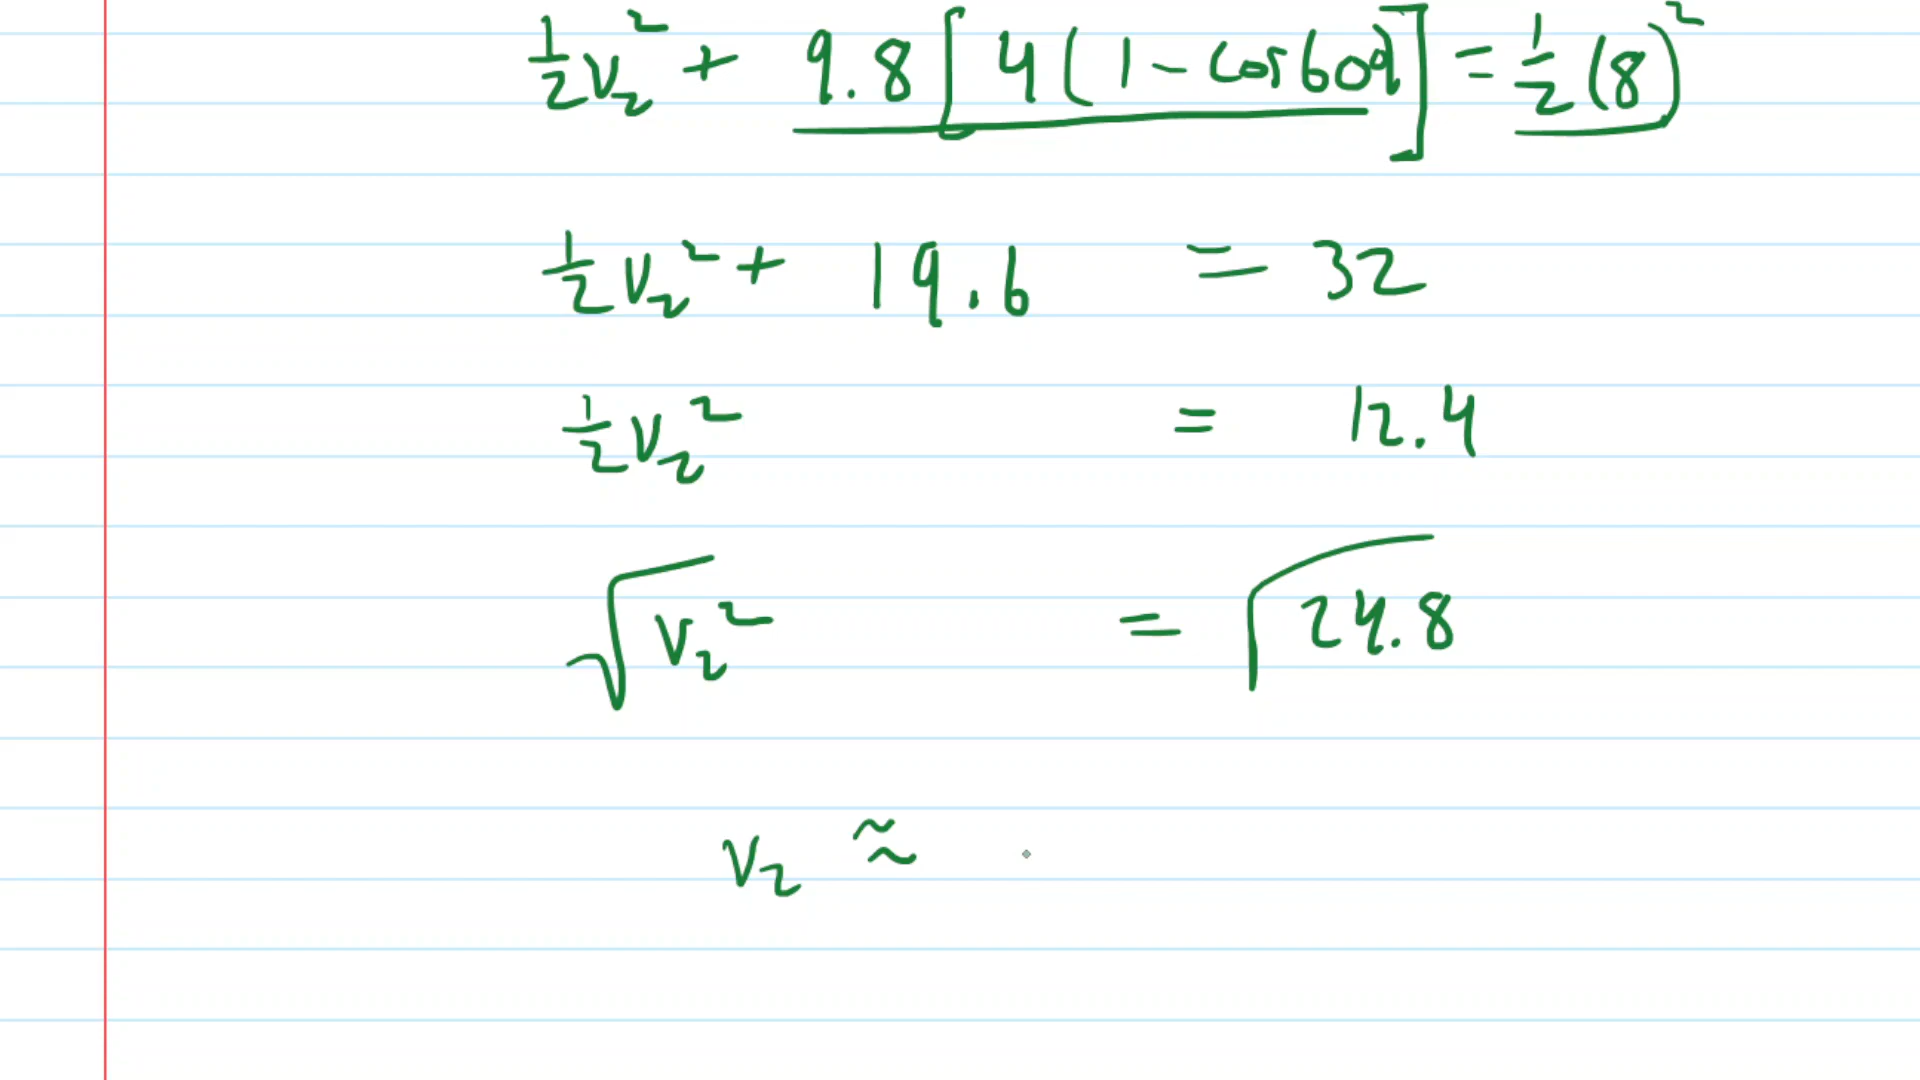 ½v₂² + 9.8[4(1 - cos60°)] = ½(8)²
½v₂² + 19.6 = 32
½v₂² = 12.4
√v₂² = √24.8
v₂ ≈